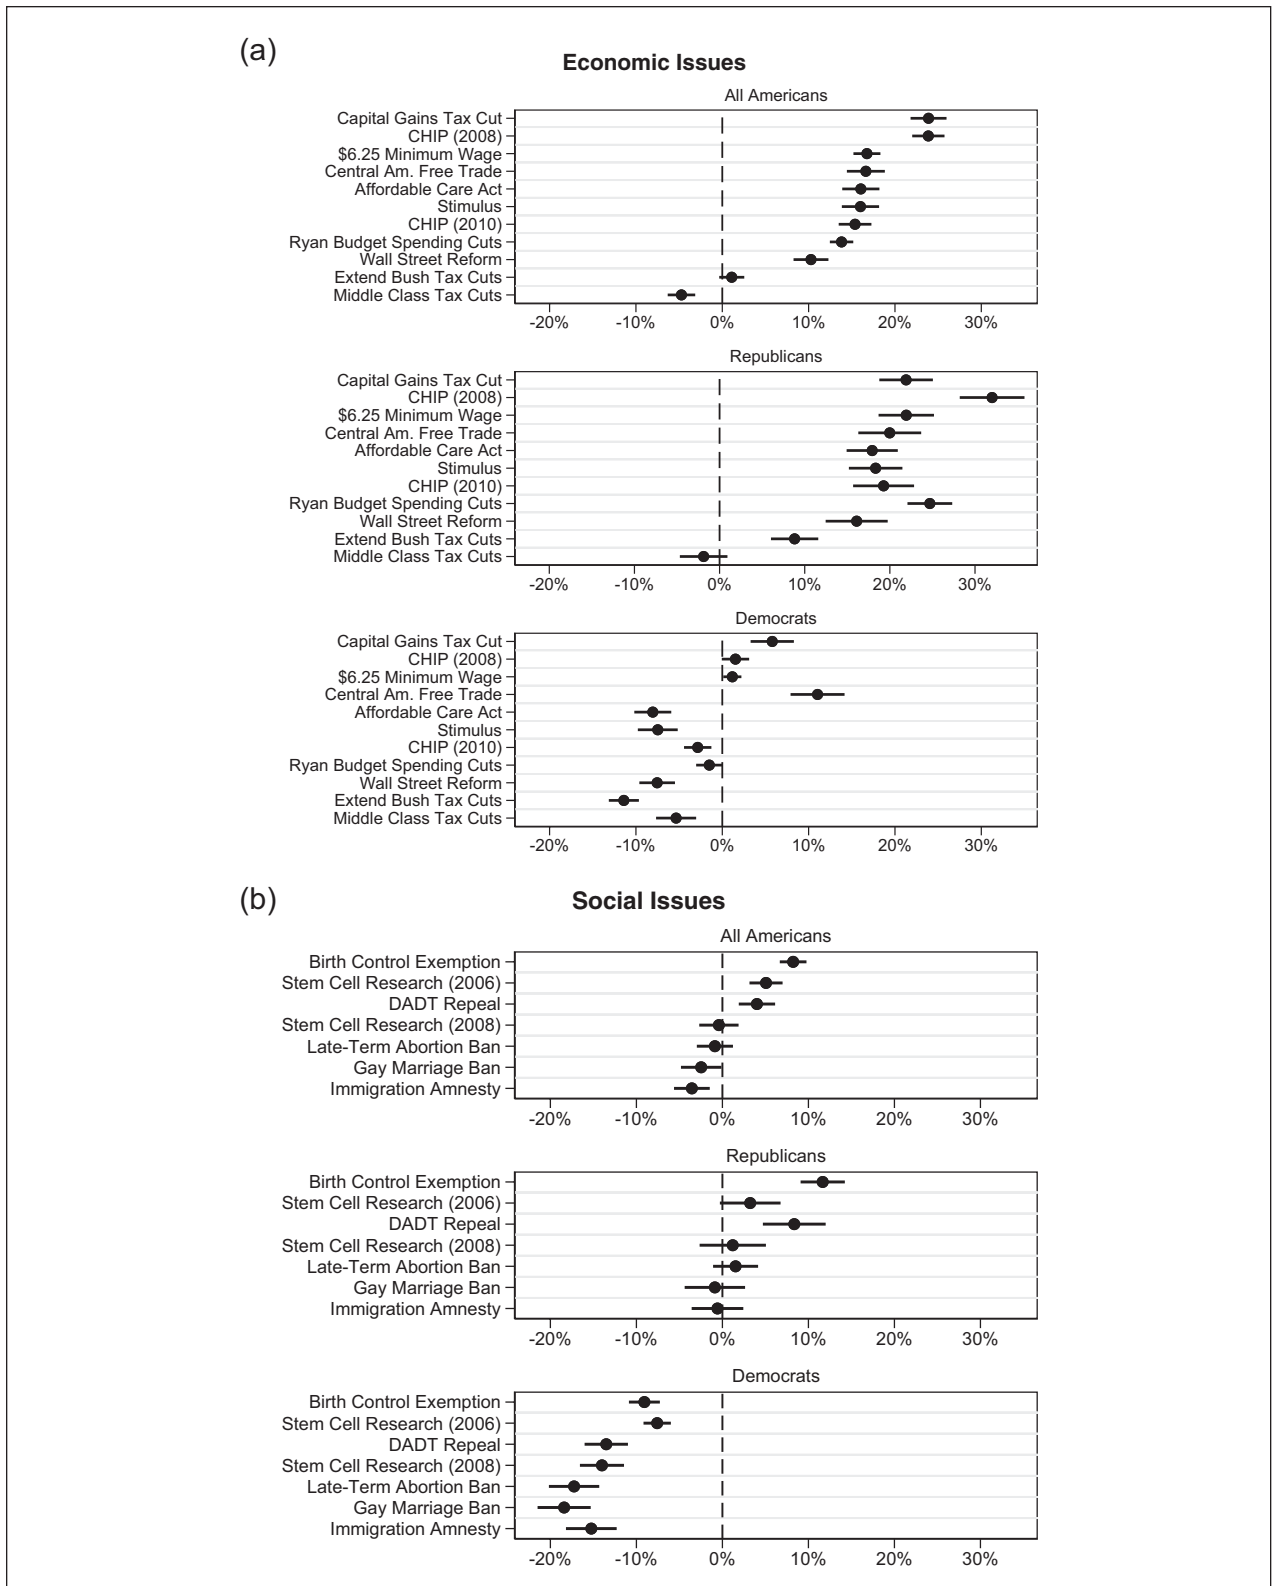 (a)
Economic Issues
All Americans
Capital Gains Tax Cut
CHIP (2008)
$6.25 Minimum Wage
Central Am. Free Trade
Affordable Care Act
Stimulus
CHIP (2010)
Ryan Budget Spending Cuts
Wall Street Reform
Extend Bush Tax Cuts
Middle Class Tax Cuts
-20% -10% 0% 10% 20% 30%
Republicans
Capital Gains Tax Cut
CHIP (2008)
$6.25 Minimum Wage
Central Am. Free Trade
Affordable Care Act
Stimulus
CHIP (2010)
Ryan Budget Spending Cuts
Wall Street Reform
Extend Bush Tax Cuts
Middle Class Tax Cuts
-20% -10% 0% 10% 20% 30%
Democrats
Capital Gains Tax Cut
CHIP (2008)
$6.25 Minimum Wage
Central Am. Free Trade
Affordable Care Act
Stimulus
CHIP (2010)
Ryan Budget Spending Cuts
Wall Street Reform
Extend Bush Tax Cuts
Middle Class Tax Cuts
-20% -10% 0% 10% 20% 30%
(b)
Social Issues
All Americans
Birth Control Exemption
Stem Cell Research (2006)
DADT Repeal
Stem Cell Research (2008)
Late-Term Abortion Ban
Gay Marriage Ban
Immigration Amnesty
-20% -10% 0% 10% 20% 30%
Republicans
Birth Control Exemption
Stem Cell Research (2006)
DADT Repeal
Stem Cell Research (2008)
Late-Term Abortion Ban
Gay Marriage Ban
Immigration Amnesty
-20% -10% 0% 10% 20% 30%
Democrats
Birth Control Exemption
Stem Cell Research (2006)
DADT Repeal
Stem Cell Research (2008)
Late-Term Abortion Ban
Gay Marriage Ban
Immigration Amnesty
-20% -10% 0% 10% 20% 30%